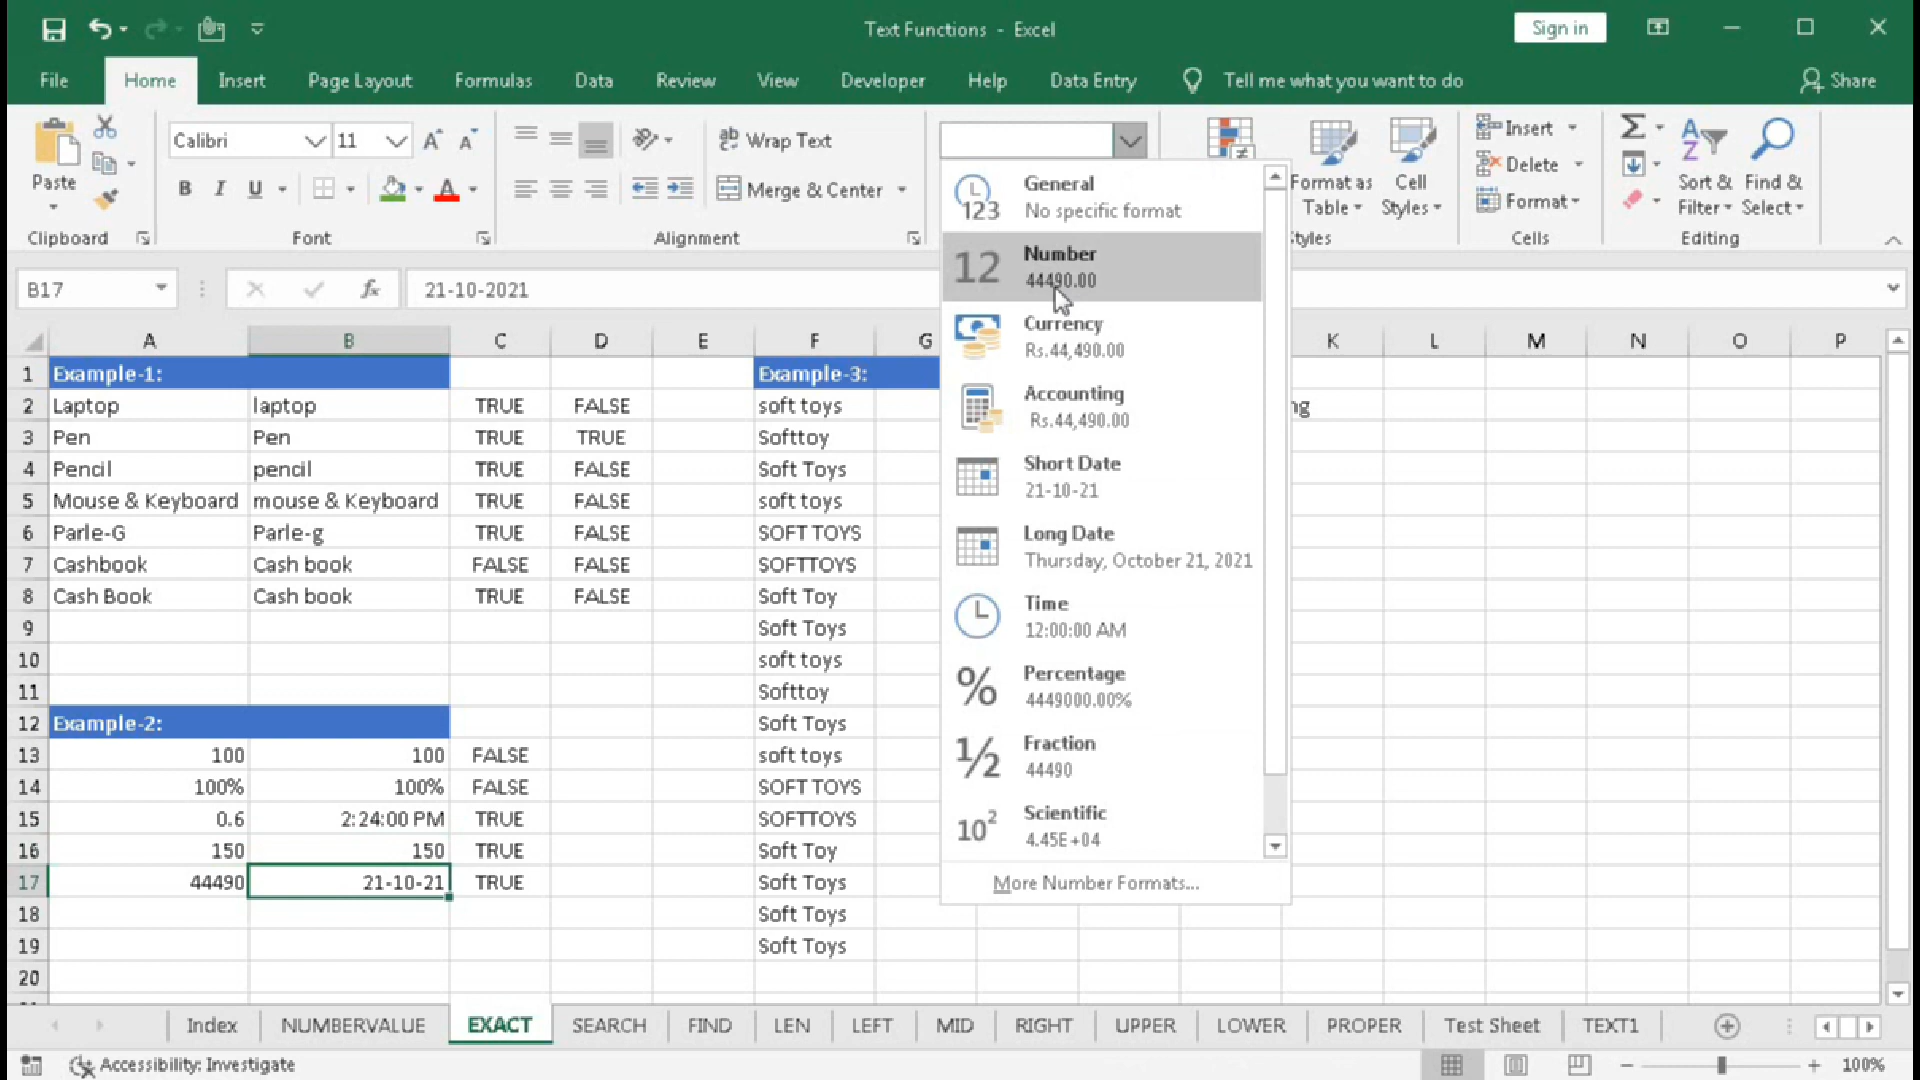 Text Functions - Excel
Sign in
File Home Insert Page Layout Formulas Data Review View Developer Help Data Entry Tell me what you want to do Share
Paste
Clipboard
Calibri 11
B I U
Font
Wrap Text
Merge & Center
Alignment
Format as Table
Cell Styles
Styles
Insert
Delete
Format
Cells
Sort & Filter
Find & Select
Editing
B17 fx 21-10-2021
General
No specific format
Number
44490.00
Currency
Rs.44,490.00
Accounting
Rs.44,490.00
Short Date
21-10-21
Long Date
Thursday, October 21, 2021
Time
12:00:00 AM
Percentage
4449000.00%
Fraction
44490
Scientific
4.45E+04
More Number Formats...
A B C D E F G K L M N O P
1 Example-1: Example-3:
2 Laptop laptop TRUE FALSE soft toys ng
3 Pen Pen TRUE TRUE Softtoy
4 Pencil pencil TRUE FALSE Soft Toys
5 Mouse & Keyboard mouse & Keyboard TRUE FALSE soft toys
6 Parle-G Parle-g TRUE FALSE SOFT TOYS
7 Cashbook Cash book FALSE FALSE SOFTTOYS
8 Cash Book Cash book TRUE FALSE Soft Toy
9 Soft Toys
10 soft toys
11 Softtoy
12 Example-2: Soft Toys
13 100 100 FALSE soft toys
14 100% 100% FALSE SOFT TOYS
15 0.6 2:24:00 PM TRUE SOFTTOYS
16 150 150 TRUE Soft Toy
17 44490 21-10-21 TRUE Soft Toys
18 Soft Toys
19 Soft Toys
20
Index NUMBERVALUE EXACT SEARCH FIND LEN LEFT MID RIGHT UPPER LOWER PROPER Test Sheet TEXT1
Accessibility: Investigate 100%